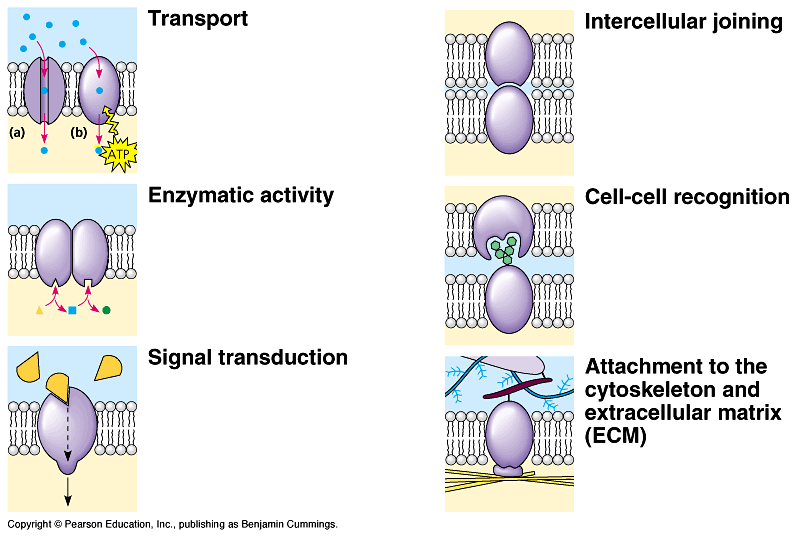 Transport
(a)
(b)
ATP
Enzymatic activity
Signal transduction
Intercellular joining
Cell-cell recognition
Attachment to the
cytoskeleton and
extracellular matrix
(ECM)
Copyright © Pearson Education, Inc., publishing as Benjamin Cummings.